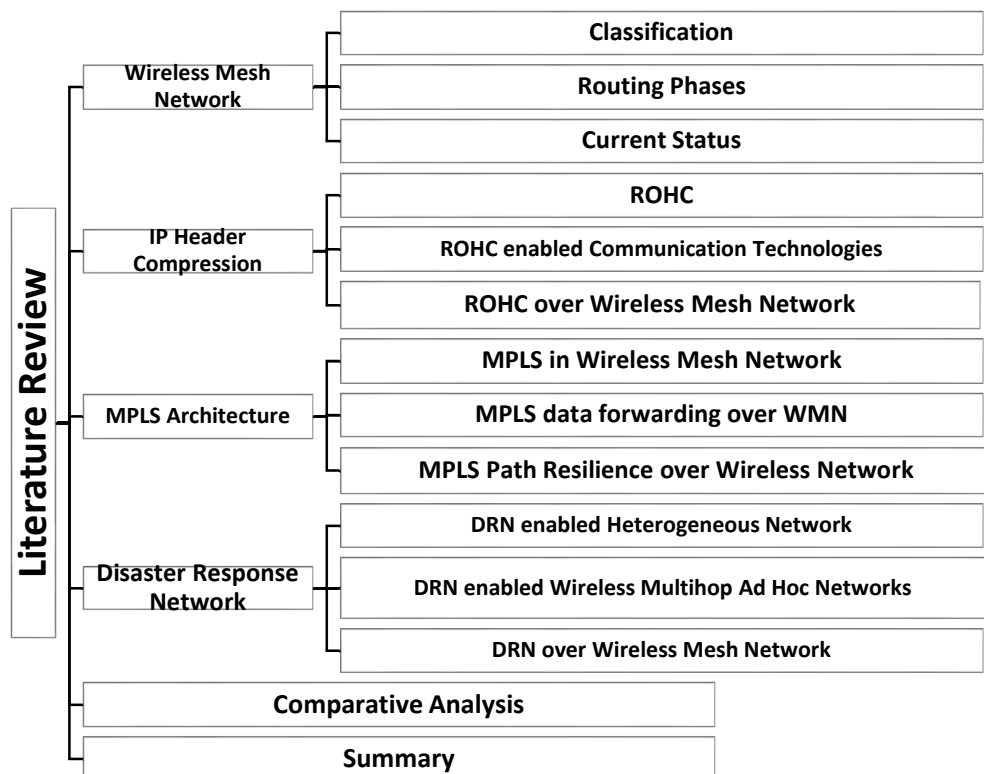 Literature Review
Wireless Mesh
Network
Classification
Routing Phases
Current Status
IP Header
Compression
ROHC
ROHC enabled Communication Technologies
ROHC over Wireless Mesh Network
MPLS Architecture
MPLS in Wireless Mesh Network
MPLS data forwarding over WMN
MPLS Path Resilience over Wireless Network
Disaster Response
Network
DRN enabled Heterogeneous Network
DRN enabled Wireless Multihop Ad Hoc Networks
DRN over Wireless Mesh Network
Comparative Analysis
Summary